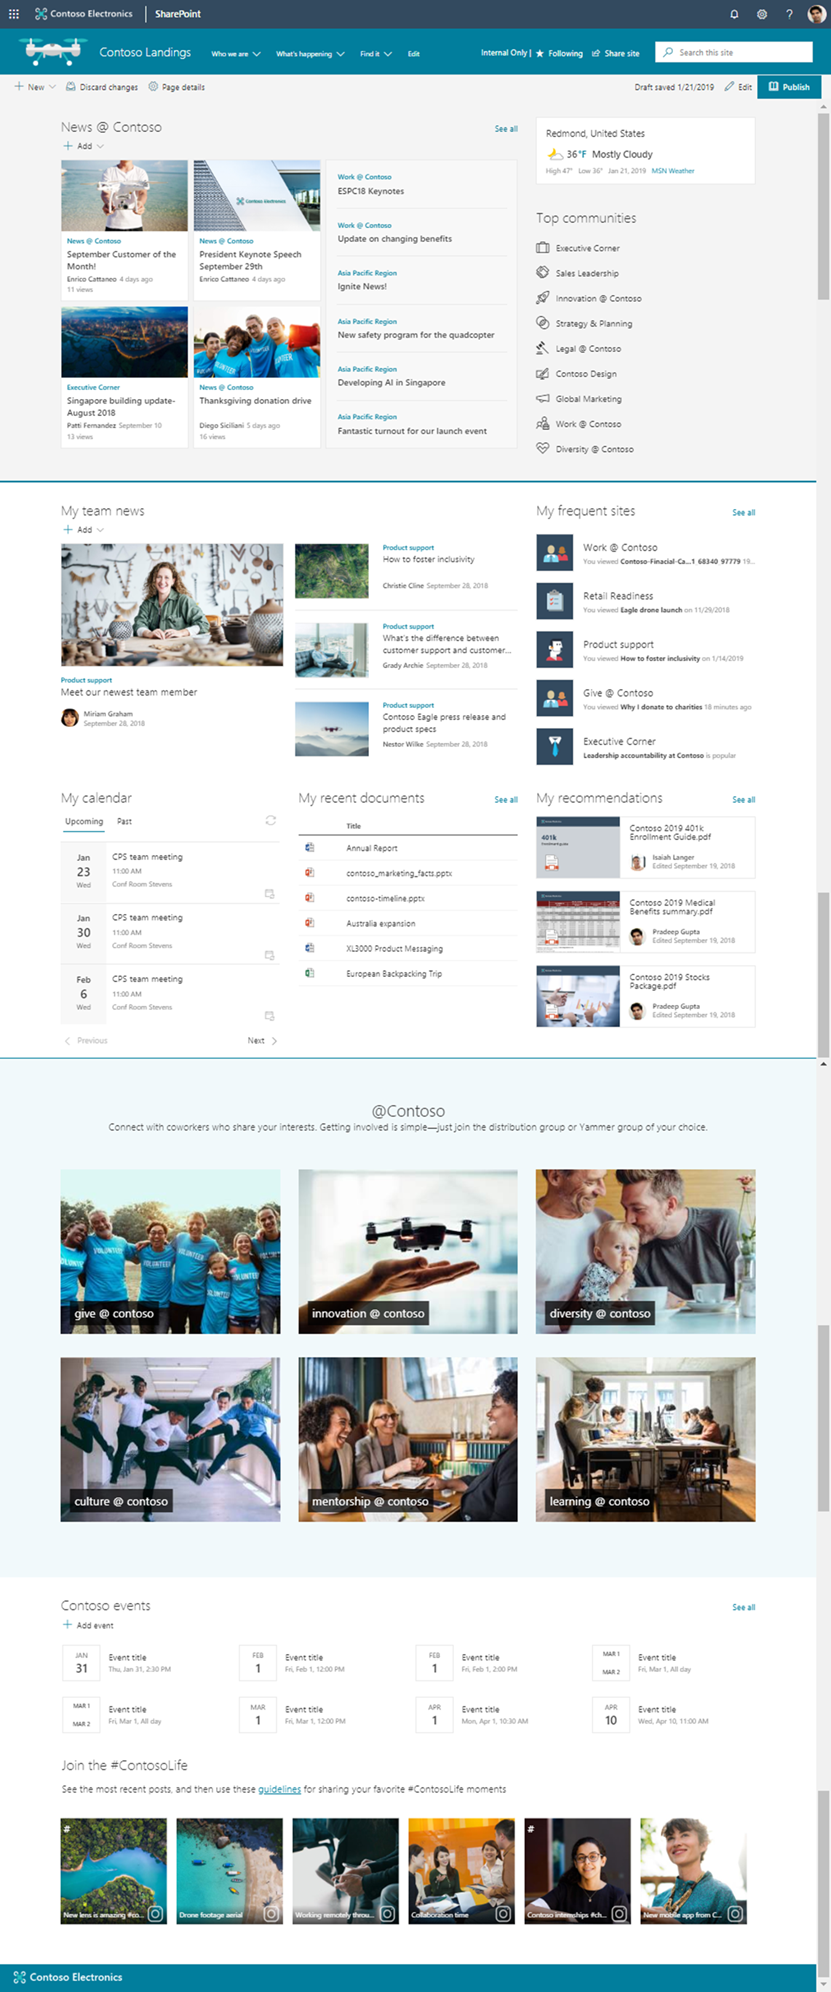 Contoso Electronics SharePoint ?
Contoso Landings Who we are What's happening Find it Edit Internal Only | ★ Following Share site Search this site
+ New Discard changes Page details Draft saved 1/21/2019 Edit Publish
News @ Contoso See all
+ Add
News @ Contoso
September Customer of the
Month!
Enrico Cattaneo 4 days ago
11 views
Contoso Electronics
News @ Contoso
President Keynote Speech
September 29th
Enrico Cattaneo 4 days ago
Executive Corner
Singapore building update-
August 2018
Patti Fernandez September 10
13 views
VOLUNTEER
News @ Contoso
Thanksgiving donation drive
Diego Siciliani 5 days ago
16 views
Work @ Contoso
ESPC18 Keynotes
Work @ Contoso
Update on changing benefits
Asia Pacific Region
Ignite News!
Asia Pacific Region
New safety program for the quadcopter
Asia Pacific Region
Developing AI in Singapore
Asia Pacific Region
Fantastic turnout for our launch event
Redmond, United States
36°F Mostly Cloudy
High 47° Low 36° Jan 21, 2019 MSN Weather
Top communities
Executive Corner
Sales Leadership
Innovation @ Contoso
Strategy & Planning
Legal @ Contoso
Contoso Design
Global Marketing
Work @ Contoso
Diversity @ Contoso
My team news
+ Add
Product support
Meet our newest team member
Miriam Graham
September 28, 2018
Product support
How to foster inclusivity
Christie Cline September 28, 2018
Product support
What's the difference between
customer support and customer...
Grady Archie September 28, 2018
Product support
Contoso Eagle press release and
product specs
Nestor Wilke September 28, 2018
My frequent sites See all
Work @ Contoso
You viewed Contoso-Finacial-Ca...1_68340_97779 19...
Retail Readiness
You viewed Eagle drone launch on 11/29/2018
Product support
You viewed How to foster inclusivity on 1/14/2019
Give @ Contoso
You viewed Why I donate to charities 18 minutes ago
Executive Corner
Leadership accountability at Contoso is popular
My calendar
Upcoming Past
Jan
23
Wed
CPS team meeting
11:00 AM
Conf Room Stevens
Jan
30
Wed
CPS team meeting
11:00 AM
Conf Room Stevens
Feb
6
Wed
CPS team meeting
11:00 AM
Conf Room Stevens
Previous Next
My recent documents See all
Title
Annual Report
contoso_marketing_facts.pptx
contoso-timeline.pptx
Australia expansion
XL3000 Product Messaging
European Backpacking Trip
My recommendations See all
401k
Contoso 2019 401k
Enrollment Guide.pdf
Isaiah Langer
Edited September 19, 2018
Contoso 2019 Medical
Benefits summary.pdf
Pradeep Gupta
Edited September 19, 2018
Contoso 2019 Stocks
Package.pdf
Pradeep Gupta
Edited September 19, 2018
@Contoso
Connect with coworkers who share your interests. Getting involved is simple—just join the distribution group or Yammer group of your choice.
VOLUNTEER
give @ contoso
innovation @ contoso
diversity @ contoso
culture @ contoso
mentorship @ contoso
learning @ contoso
Contoso events See all
+ Add event
JAN
31
Event title
Thu, Jan 31, 2:30 PM
FEB
1
Event title
Fri, Feb 1, 12:00 PM
FEB
1
Event title
Fri, Feb 1, 2:00 PM
MAR 1
MAR 2
Event title
Fri, Mar 1, All day
MAR 1
MAR 2
Event title
Fri, Mar 1, All day
MAR
1
Event title
Fri, Mar 1, 12:00 PM
APR
1
Event title
Mon, Apr 1, 10:30 AM
APR
10
Event title
Wed, Apr 10, 11:00 AM
Join the #ContosoLife
See the most recent posts, and then use these guidelines for sharing your favorite #ContosoLife moments
#
New lens is amazing #co...
Drone footage aerial
Working remotely throu...
Collaboration time
#
Contoso internships #ch...
New mobile app from C...
Contoso Electronics